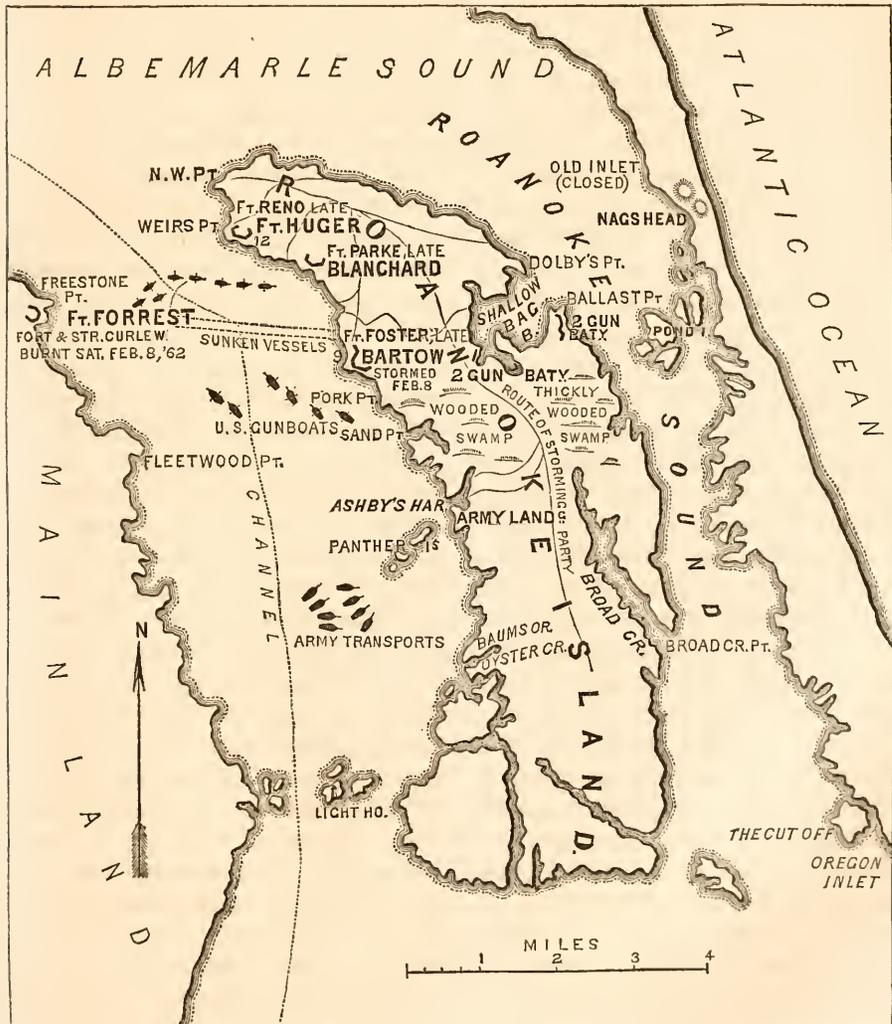 ALBEMARLE SOUND
ATLANTIC OCEAN
ROANOKE SOUND
N.W. PT
OLD INLET
(CLOSED)
NAGS HEAD
FT. RENO LATE
FT. HUGER
12
WEIRS PT
FT. PARKE, LATE
BLANCHARD
DOLBY'S PT.
FREESTONE
PT.
SHALLOW
BAG
B.
BALLAST PT
2 GUN
BATY
FT. FORREST
FORT & STR. CURLEW
BURNT SAT. FEB. 8, '62
SUNKEN VESSELS
FT. FOSTER, LATE
9
BARTOW
STORMED
FEB. 8
2 GUN BATY
THICKLY
WOODED
SWAMP
WOODED
SWAMP
ROUTE OF STORMING PARTY
PORK PT
U.S. GUNBOATS
SAND PT
FLEETWOOD PT.
CHANNEL
MAINLAND
ASHBY'S HAR
ARMY LANDG:
PANTHER IS
ROANOKE ISLAND.
ARMY TRANSPORTS
BAUMS OR
OYSTER CR.
BROAD CR.
BROAD CR. PT.
N
LIGHT HO.
THE CUT OFF
OREGON
INLET
MILES
1 2 3 4